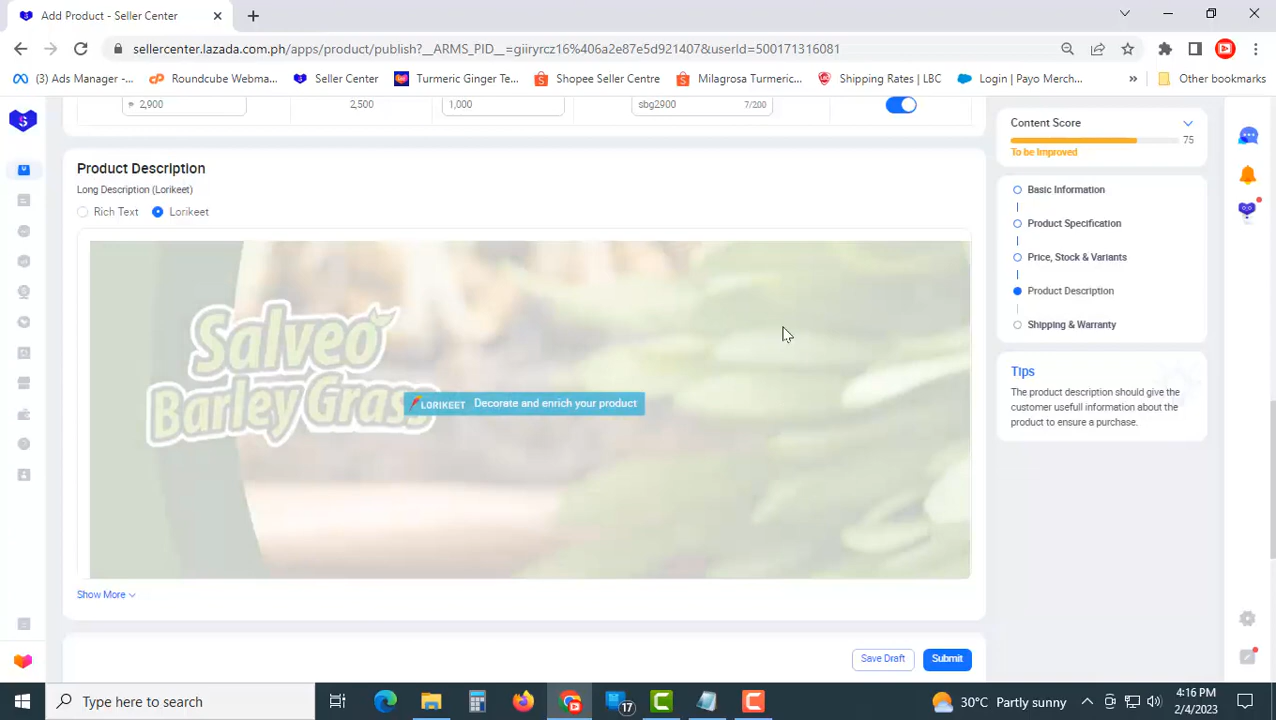 Add Product - Seller Center
sellercenter.lazada.com.ph/apps/product/publish?__ARMS_PID__=gjiryrcz16%406a2e87e5d921407&userId=500171316081
(3) Ads Manager -...
Roundcube Webma...
Seller Center
Turmeric Ginger Te...
Shopee Seller Centre
Milagrosa Turmeric...
Shipping Rates | LBC
Login | Payo Merch...
»
Other bookmarks
₱ 2,900
2,500
1,000
sbg2900
7/200
Content Score
75
To be Improved
Product Description
Long Description (Lorikeet)
Rich Text
Lorikeet
Basic Information
Product Specification
Price, Stock & Variants
Product Description
Shipping & Warranty
Salveo
Barley Grass
LORIKEET Decorate and enrich your product
Tips
The product description should give the
customer usefull information about the
product to ensure a purchase.
Show More
Save Draft
Submit
Type here to search
17
30°C Partly sunny
4:16 PM
2/4/2023